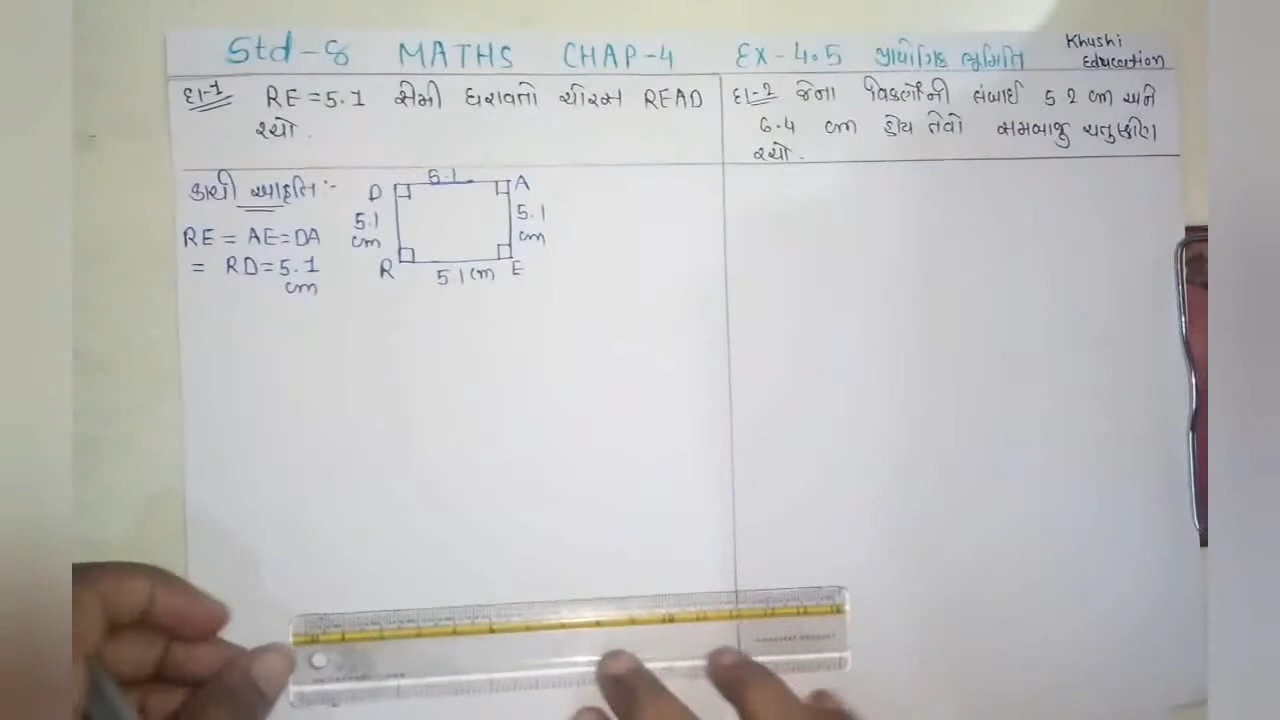 Std-8 MATHS CHAP-4 EX-4.5 પ્રાયોગિક ભૂમિતિ
Khushi
Education
દા-1 RE = 5.1 સેમી ધરાવતો ચોરસ READ
રચો.
દા-2 જેના વિકર્ણોની લંબાઈ 5.2 cm અને
6.4 cm હોય તેવો સમબાજુ ચતુષ્કોણ
રચો.
કાચી આકૃતિ :-
RE = AE = DA
= RD = 5.1
cm
5.1
D
A
5.1
cm
5.1
cm
R
5.1 cm
E